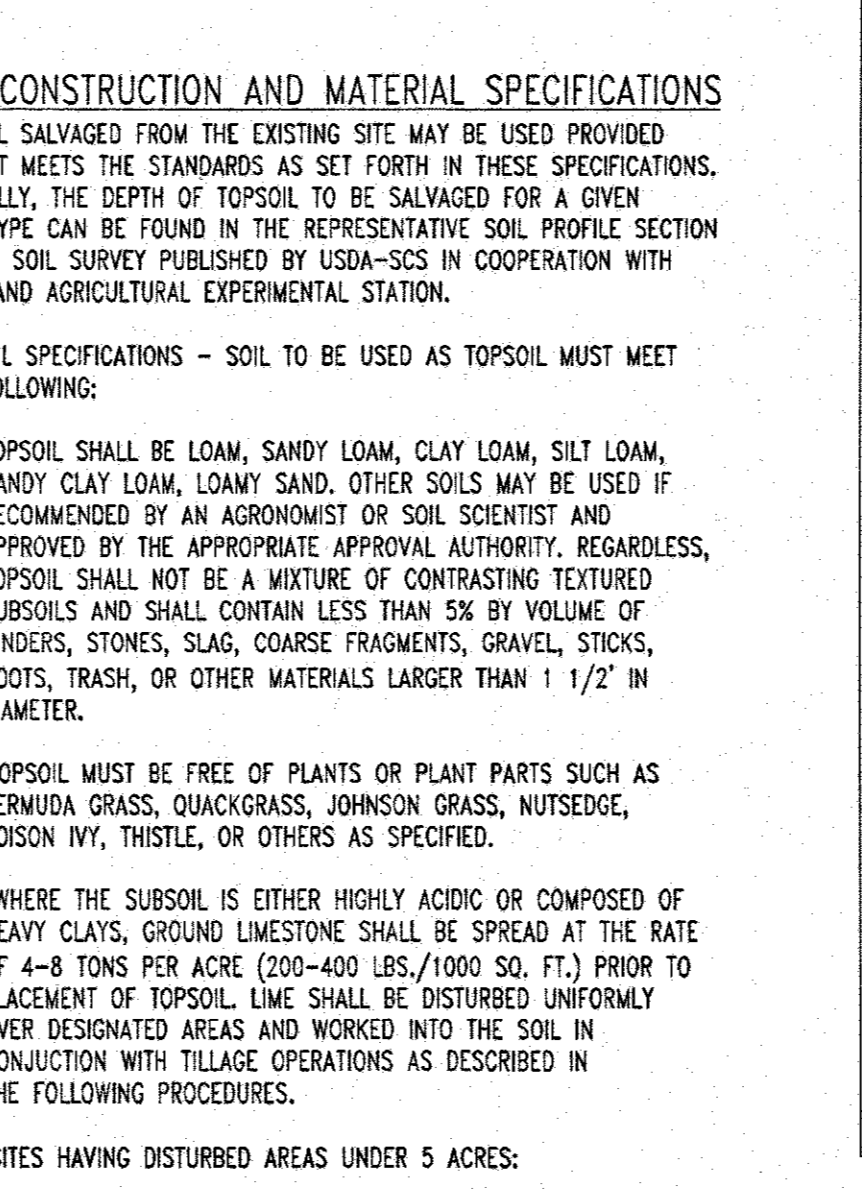 CONSTRUCTION AND MATERIAL SPECIFICATIONS
L SALVAGED FROM THE EXISTING SITE MAY BE USED PROVIDED
T MEETS THE STANDARDS AS SET FORTH IN THESE SPECIFICATIONS.
LLY, THE DEPTH OF TOPSOIL TO BE SALVAGED FOR A GIVEN
YPE CAN BE FOUND IN THE REPRESENTATIVE SOIL PROFILE SECTION
SOIL SURVEY PUBLISHED BY USDA-SCS IN COOPERATION WITH
AND AGRICULTURAL EXPERIMENTAL STATION.
L SPECIFICATIONS - SOIL TO BE USED AS TOPSOIL MUST MEET
OLLOWING:
OPSOIL SHALL BE LOAM, SANDY LOAM, CLAY LOAM, SILT LOAM,
ANDY CLAY LOAM, LOAMY SAND. OTHER SOILS MAY BE USED IF
ECOMMENDED BY AN AGRONOMIST OR SOIL SCIENTIST AND
PPROVED BY THE APPROPRIATE APPROVAL AUTHORITY. REGARDLESS,
OPSOIL SHALL NOT BE A MIXTURE OF CONTRASTING TEXTURED
UBSOILS AND SHALL CONTAIN LESS THAN 5% BY VOLUME OF
NDERS, STONES, SLAG, COARSE FRAGMENTS, GRAVEL, STICKS,
OOTS, TRASH, OR OTHER MATERIALS LARGER THAN 1 1/2' IN
AMETER.
OPSOIL MUST BE FREE OF PLANTS OR PLANT PARTS SUCH AS
ERMUDA GRASS, QUACKGRASS, JOHNSON GRASS, NUTSEDGE,
OISON IVY, THISTLE, OR OTHERS AS SPECIFIED.
WHERE THE SUBSOIL IS EITHER HIGHLY ACIDIC OR COMPOSED OF
EAVY CLAYS, GROUND LIMESTONE SHALL BE SPREAD AT THE RATE
F 4-8 TONS PER ACRE (200-400 LBS./1000 SQ. FT.) PRIOR TO
LACEMENT OF TOPSOIL. LIME SHALL BE DISTURBED UNIFORMLY
VER DESIGNATED AREAS AND WORKED INTO THE SOIL IN
ONJUCTION WITH TILLAGE OPERATIONS AS DESCRIBED IN
HE FOLLOWING PROCEDURES.
SITES HAVING DISTURBED AREAS UNDER 5 ACRES: